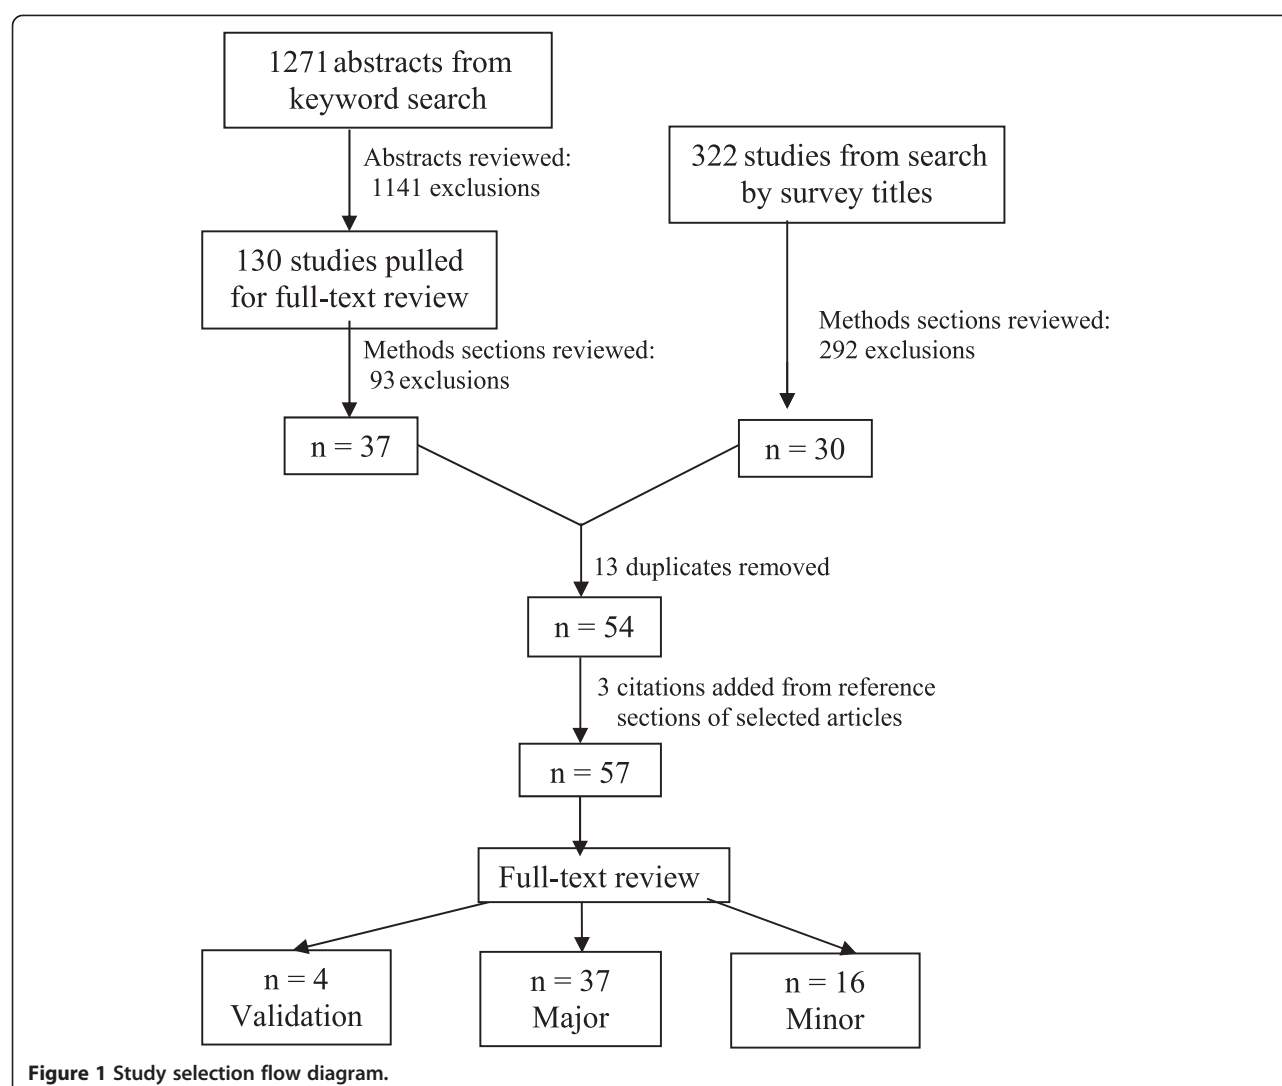 1271 abstracts from
keyword search
Abstracts reviewed:
1141 exclusions
322 studies from search
by survey titles
130 studies pulled
for full-text review
Methods sections reviewed:
93 exclusions
Methods sections reviewed:
292 exclusions
n = 37
n = 30
13 duplicates removed
n = 54
3 citations added from reference
sections of selected articles
n = 57
Full-text review
n = 4
Validation
n = 37
Major
n = 16
Minor
Figure 1 Study selection flow diagram.